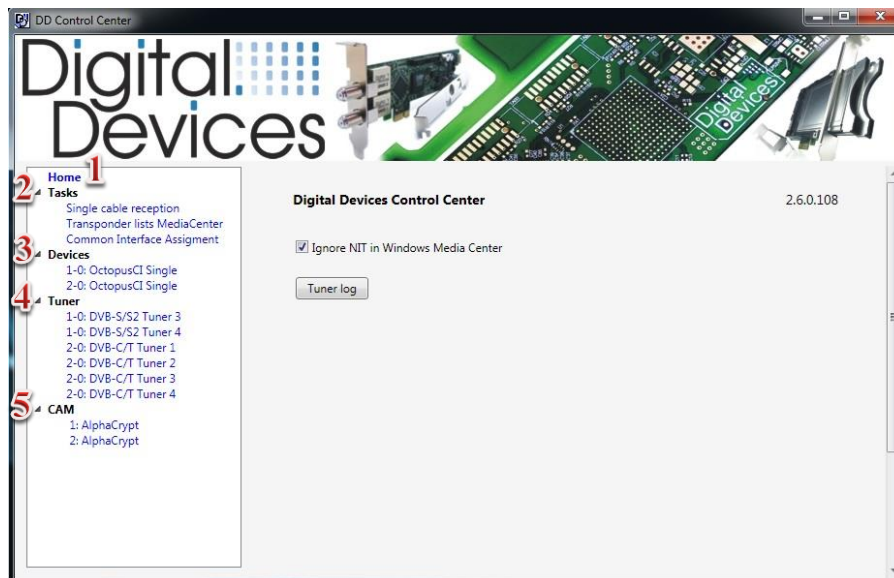 DD Control Center
Digital
Devices
Digital
Devices
Home 1
2 Tasks
Single cable reception
Transponder lists MediaCenter
Common Interface Assigment
3 Devices
1-0: OctopusCI Single
2-0: OctopusCI Single
4 Tuner
1-0: DVB-S/S2 Tuner 3
1-0: DVB-S/S2 Tuner 4
2-0: DVB-C/T Tuner 1
2-0: DVB-C/T Tuner 2
2-0: DVB-C/T Tuner 3
2-0: DVB-C/T Tuner 4
5 CAM
1: AlphaCrypt
2: AlphaCrypt
Digital Devices Control Center 2.6.0.108
Ignore NIT in Windows Media Center
Tuner log